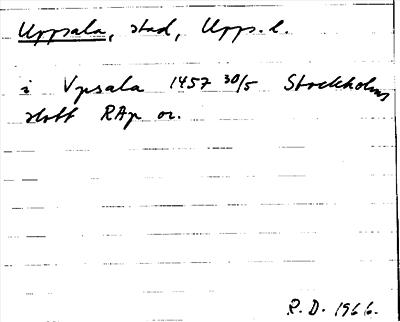 Uppsala, stad, Upps. l.
i Vpsala 1457 30/5 Stockholms
slott RAp or.
R. D. 1966.